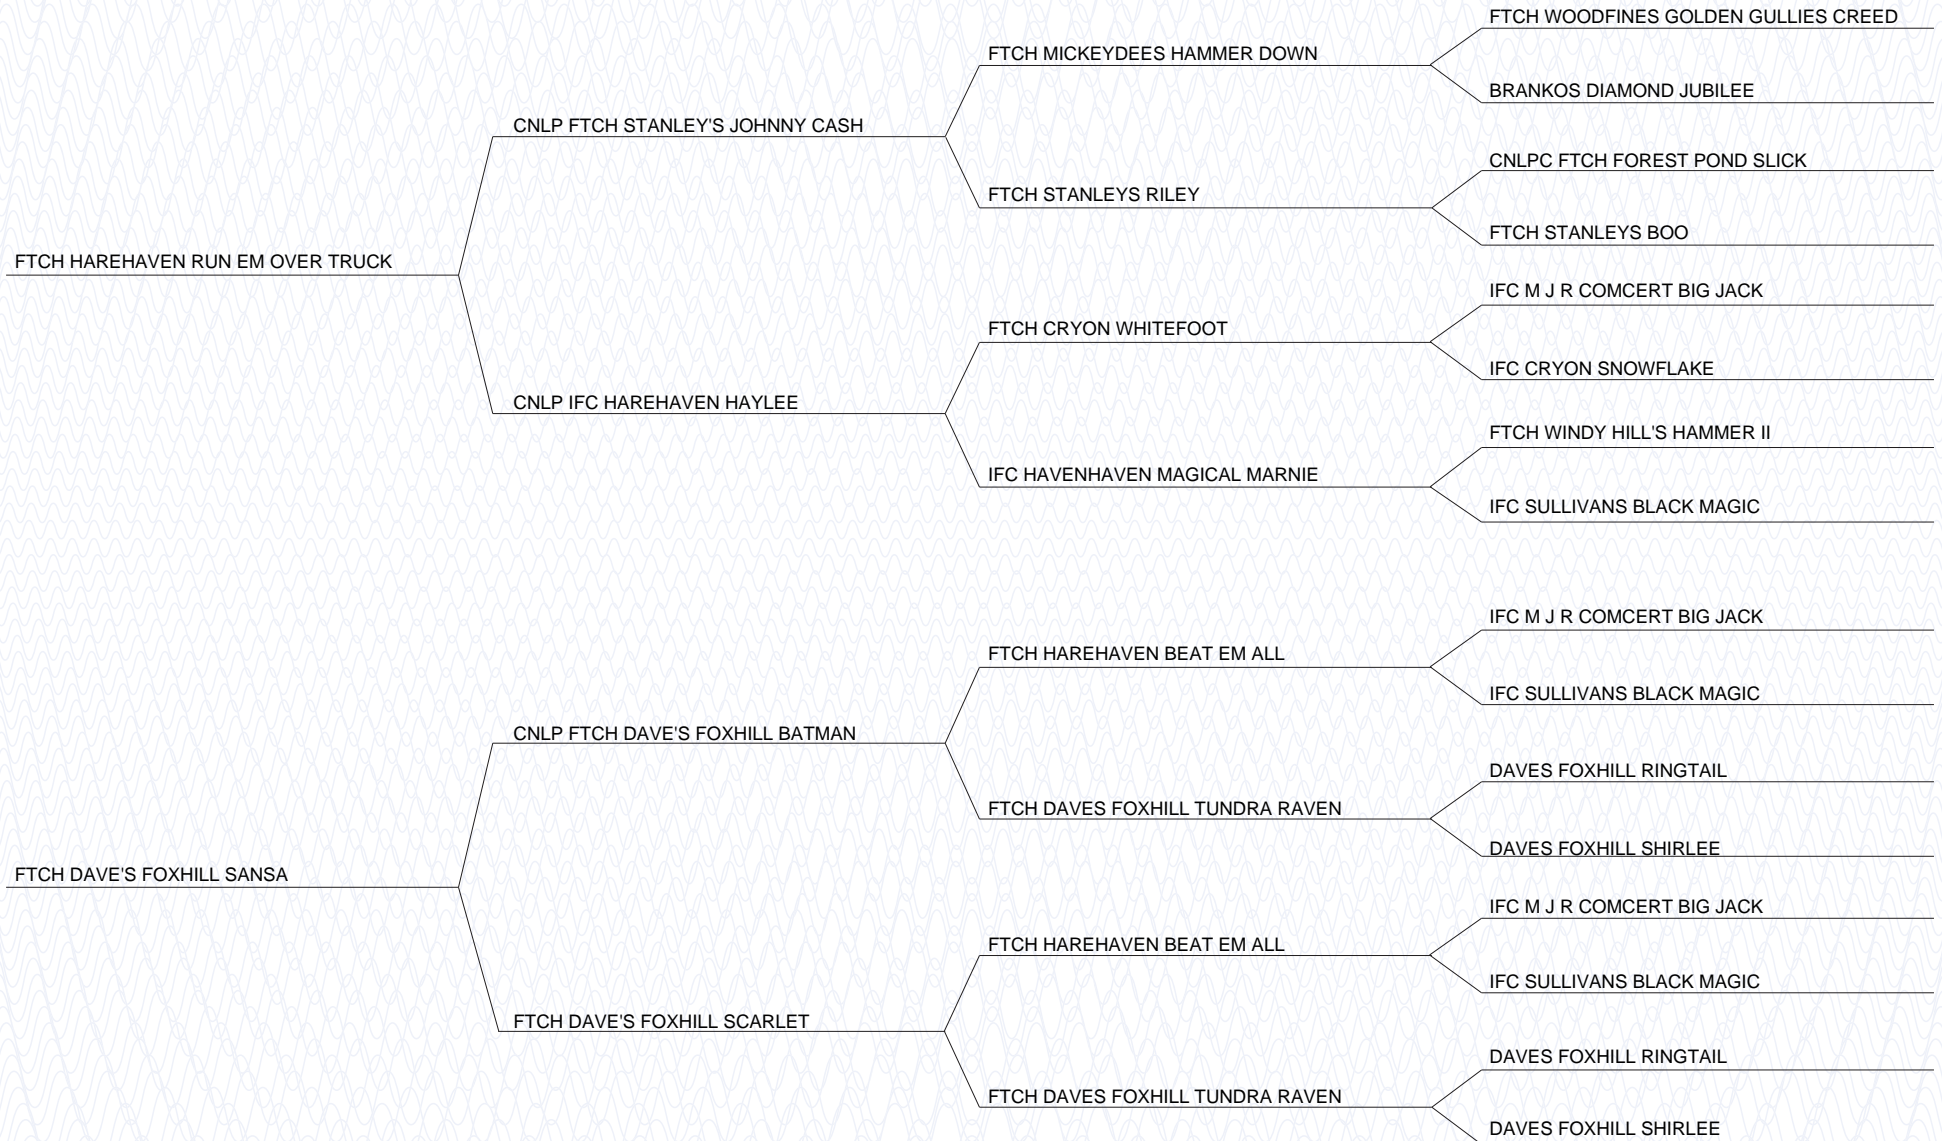 FTCH WOODFINES GOLDEN GULLIES CREED
FTCH MICKEYDEES HAMMER DOWN
BRANKOS DIAMOND JUBILEE
CNLP FTCH STANLEY'S JOHNNY CASH
CNLPC FTCH FOREST POND SLICK
FTCH STANLEYS RILEY
FTCH STANLEYS BOO
FTCH HAREHAVEN RUN EM OVER TRUCK
IFC M J R COMCERT BIG JACK
FTCH CRYON WHITEFOOT
IFC CRYON SNOWFLAKE
CNLP IFC HAREHAVEN HAYLEE
FTCH WINDY HILL'S HAMMER II
IFC HAVENHAVEN MAGICAL MARNIE
IFC SULLIVANS BLACK MAGIC
IFC M J R COMCERT BIG JACK
FTCH HAREHAVEN BEAT EM ALL
IFC SULLIVANS BLACK MAGIC
CNLP FTCH DAVE'S FOXHILL BATMAN
DAVES FOXHILL RINGTAIL
FTCH DAVES FOXHILL TUNDRA RAVEN
DAVES FOXHILL SHIRLEE
FTCH DAVE'S FOXHILL SANSA
IFC M J R COMCERT BIG JACK
FTCH HAREHAVEN BEAT EM ALL
IFC SULLIVANS BLACK MAGIC
FTCH DAVE'S FOXHILL SCARLET
DAVES FOXHILL RINGTAIL
FTCH DAVES FOXHILL TUNDRA RAVEN
DAVES FOXHILL SHIRLEE